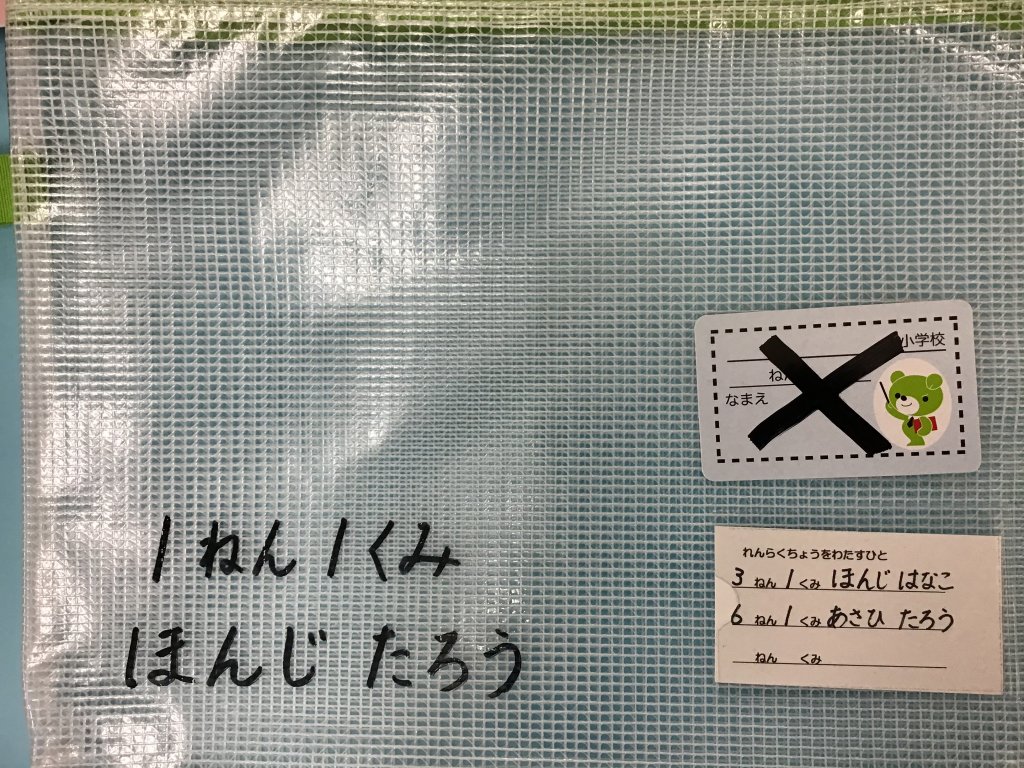 小学校
ねん
なまえ
1ねん1くみ
ほんじ たろう
れんらくちょうをわたすひと
3 ねん 1 くみ ほんじ はなこ
6 ねん 1 くみ あさひ たろう
ねん くみ